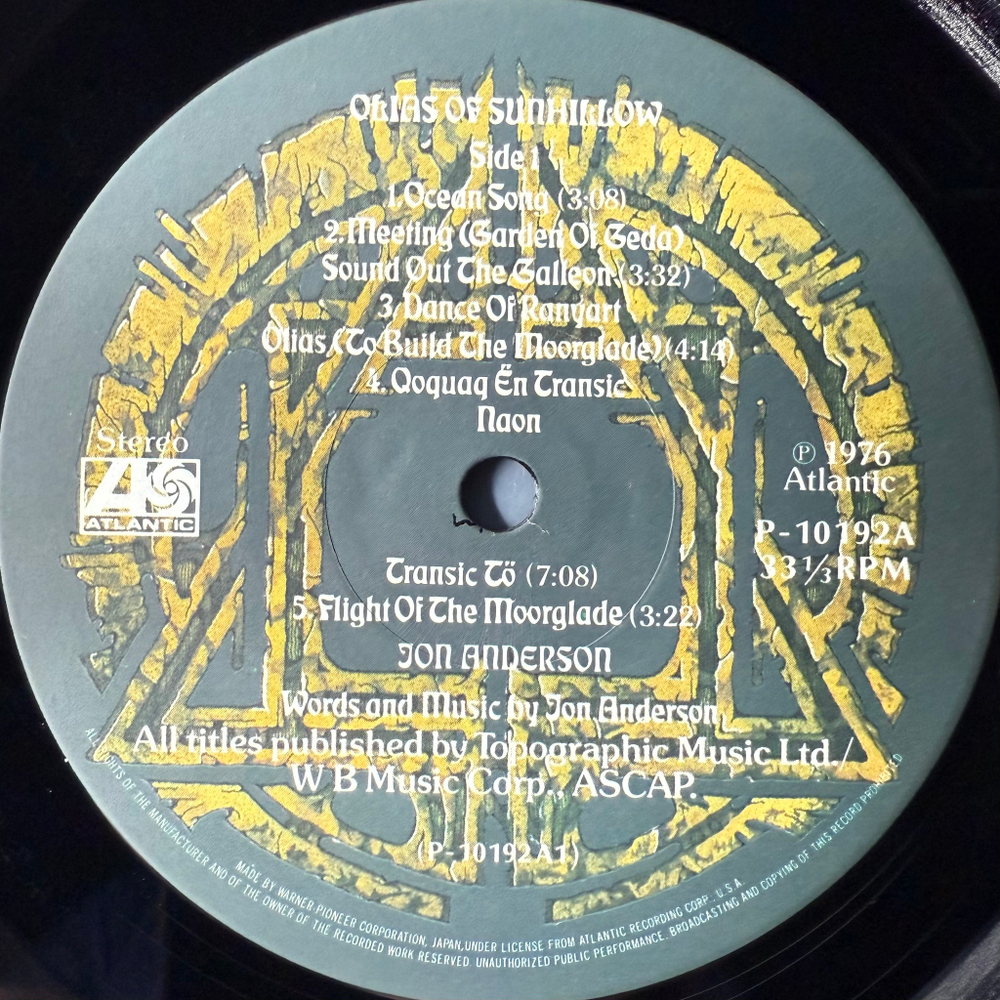 OLIAS OF SUNHILLOW
Side 1
1. Ocean Song (3:08)
2. Meeting (Garden Of Geda)
Sound Out The Galleon (3:32)
3. Dance Of Ranyart
Olias (To Build The Moorglade) (4:14)
4. Qoquaq Ën Transic
Naon
Stereo
ATLANTIC
Ⓟ 1976
Atlantic
P-10192A
33 1/3 RPM
Transic Tö (7:08)
5. Flight Of The Moorglade (3:22)
JON ANDERSON
Words and Music by Jon Anderson
All titles published by Topographic Music Ltd./
W B Music Corp., ASCAP.
(P-10192A1)
MADE BY WARNER-PIONEER CORPORATION, JAPAN, UNDER LICENSE FROM ATLANTIC RECORDING CORP., U.S.A.
ALL RIGHTS OF THE MANUFACTURER AND OF THE OWNER OF THE RECORDED WORK RESERVED. UNAUTHORIZED PUBLIC PERFORMANCE, BROADCASTING AND COPYING OF THIS RECORD PROHIBITED